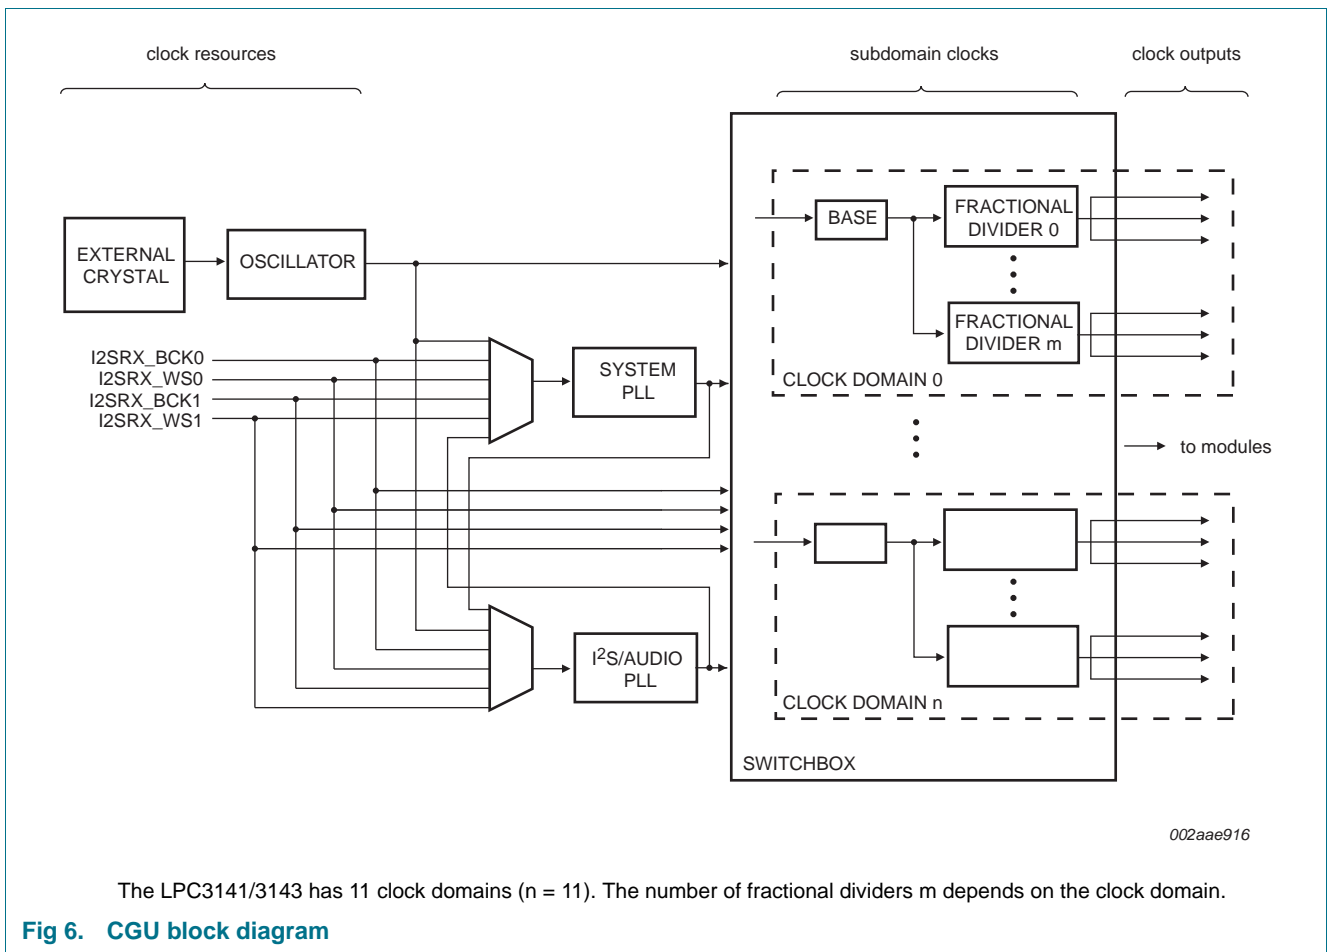 clock resources
subdomain clocks
clock outputs
EXTERNAL
CRYSTAL
OSCILLATOR
BASE
FRACTIONAL
DIVIDER 0
FRACTIONAL
DIVIDER m
CLOCK DOMAIN 0
I2SRX_BCK0
I2SRX_WS0
I2SRX_BCK1
I2SRX_WS1
SYSTEM
PLL
to modules
I2S/AUDIO
PLL
CLOCK DOMAIN n
SWITCHBOX
002aae916
The LPC3141/3143 has 11 clock domains (n = 11). The number of fractional dividers m depends on the clock domain.
Fig 6. CGU block diagram